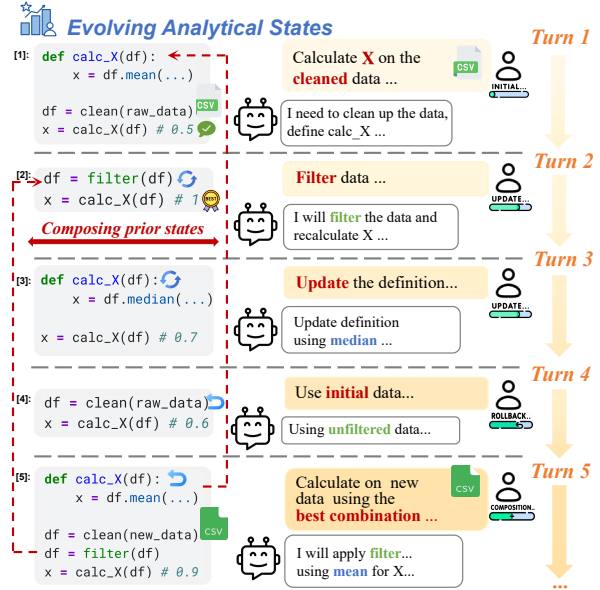 Evolving Analytical States
Turn 1
[1]: def calc_X(df):
x = df.mean(...)
df = clean(raw_data)
x = calc_X(df) # 0.5
CSV
Calculate X on the
cleaned data ...
CSV
INITIAL...
I need to clean up the data,
define calc_X ...
Turn 2
[2]: df = filter(df)
x = calc_X(df) # 1
BEST
Composing prior states
Filter data ...
UPDATE...
I will filter the data and
recalculate X ...
Turn 3
[3]: def calc_X(df):
x = df.median(...)
x = calc_X(df) # 0.7
Update the definition...
UPDATE...
Update definition
using median ...
Turn 4
[4]: df = clean(raw_data)
x = calc_X(df) # 0.6
Use initial data...
ROLLBACK..
Using unfiltered data...
Turn 5
[5]: def calc_X(df):
x = df.mean(...)
df = clean(new_data)
df = filter(df)
x = calc_X(df) # 0.9
CSV
Calculate on new
data using the
best combination ...
CSV
COMPOSITION..
I will apply filter...
using mean for X...
...